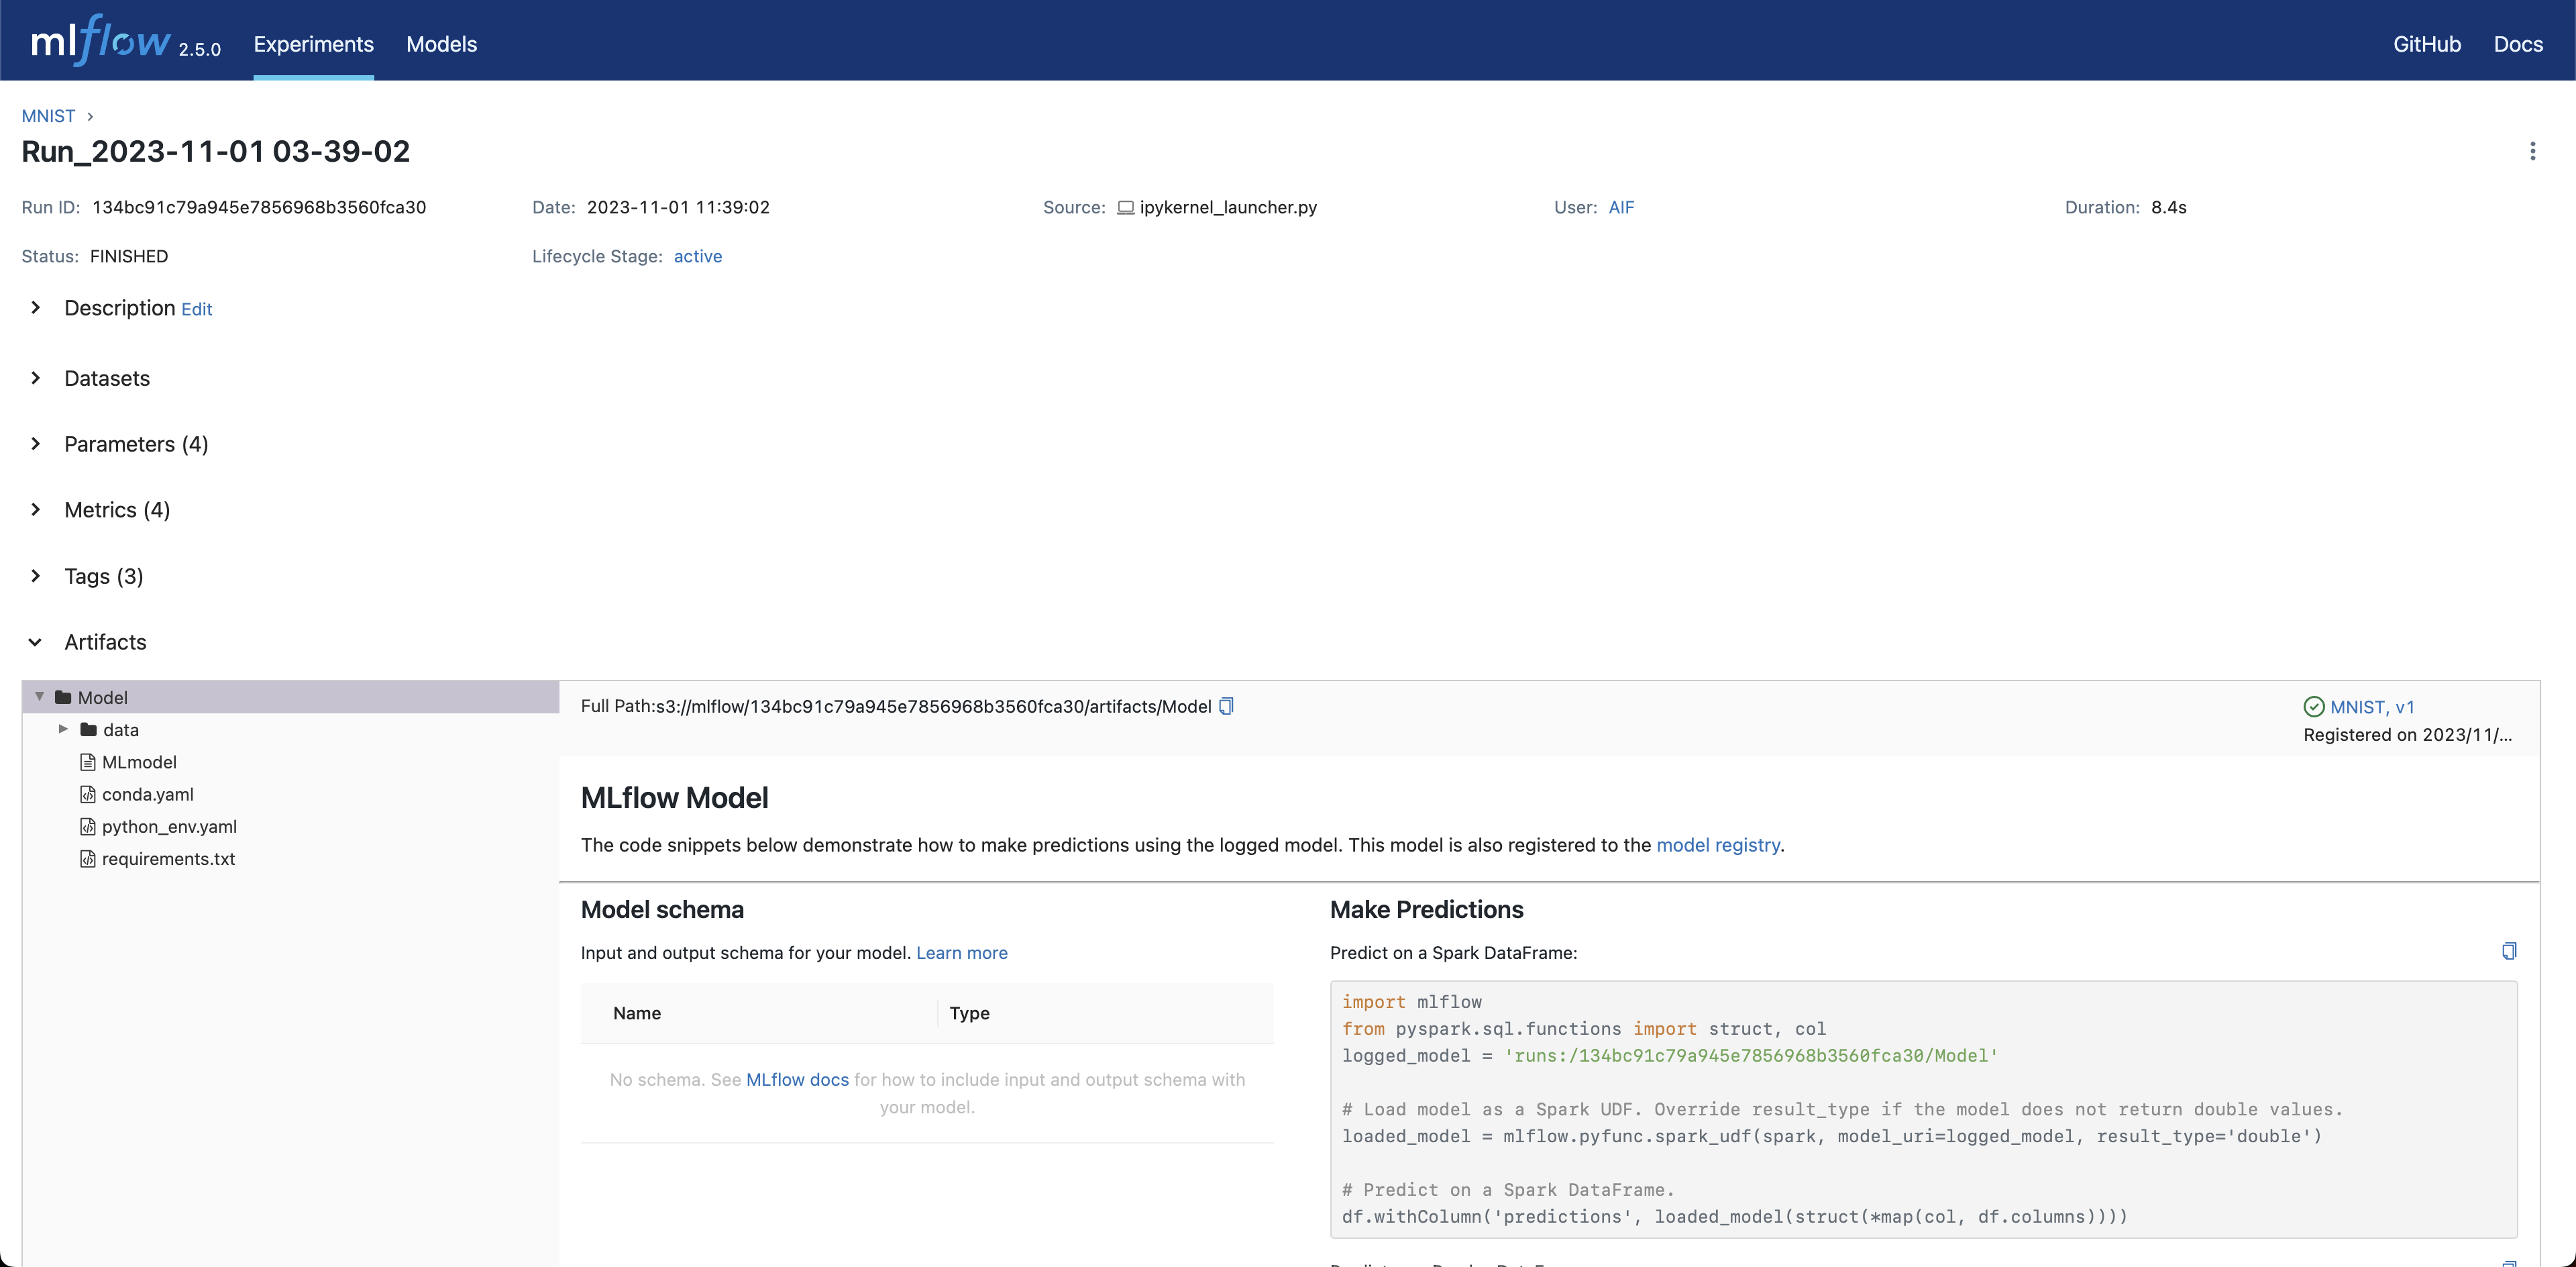 mlflow 2.5.0 Experiments Models GitHub Docs
MNIST
Run_2023-11-01 03-39-02
Run ID: 134bc91c79a945e7856968b3560fca30 Date: 2023-11-01 11:39:02 Source: ipykernel_launcher.py User: AIF Duration: 8.4s
Status: FINISHED Lifecycle Stage: active
Description Edit
Datasets
Parameters (4)
Metrics (4)
Tags (3)
Artifacts
Model
data
MLmodel
conda.yaml
python_env.yaml
requirements.txt
Full Path:s3://mlflow/134bc91c79a945e7856968b3560fca30/artifacts/Model
MNIST, v1
Registered on 2023/11/...
MLflow Model
The code snippets below demonstrate how to make predictions using the logged model. This model is also registered to the model registry.
Model schema
Input and output schema for your model. Learn more
Name Type
No schema. See MLflow docs for how to include input and output schema with
your model.
Make Predictions
Predict on a Spark DataFrame:
import mlflow
from pyspark.sql.functions import struct, col
logged_model = 'runs:/134bc91c79a945e7856968b3560fca30/Model'
# Load model as a Spark UDF. Override result_type if the model does not return double values.
loaded_model = mlflow.pyfunc.spark_udf(spark, model_uri=logged_model, result_type='double')
# Predict on a Spark DataFrame.
df.withColumn('predictions', loaded_model(struct(*map(col, df.columns))))